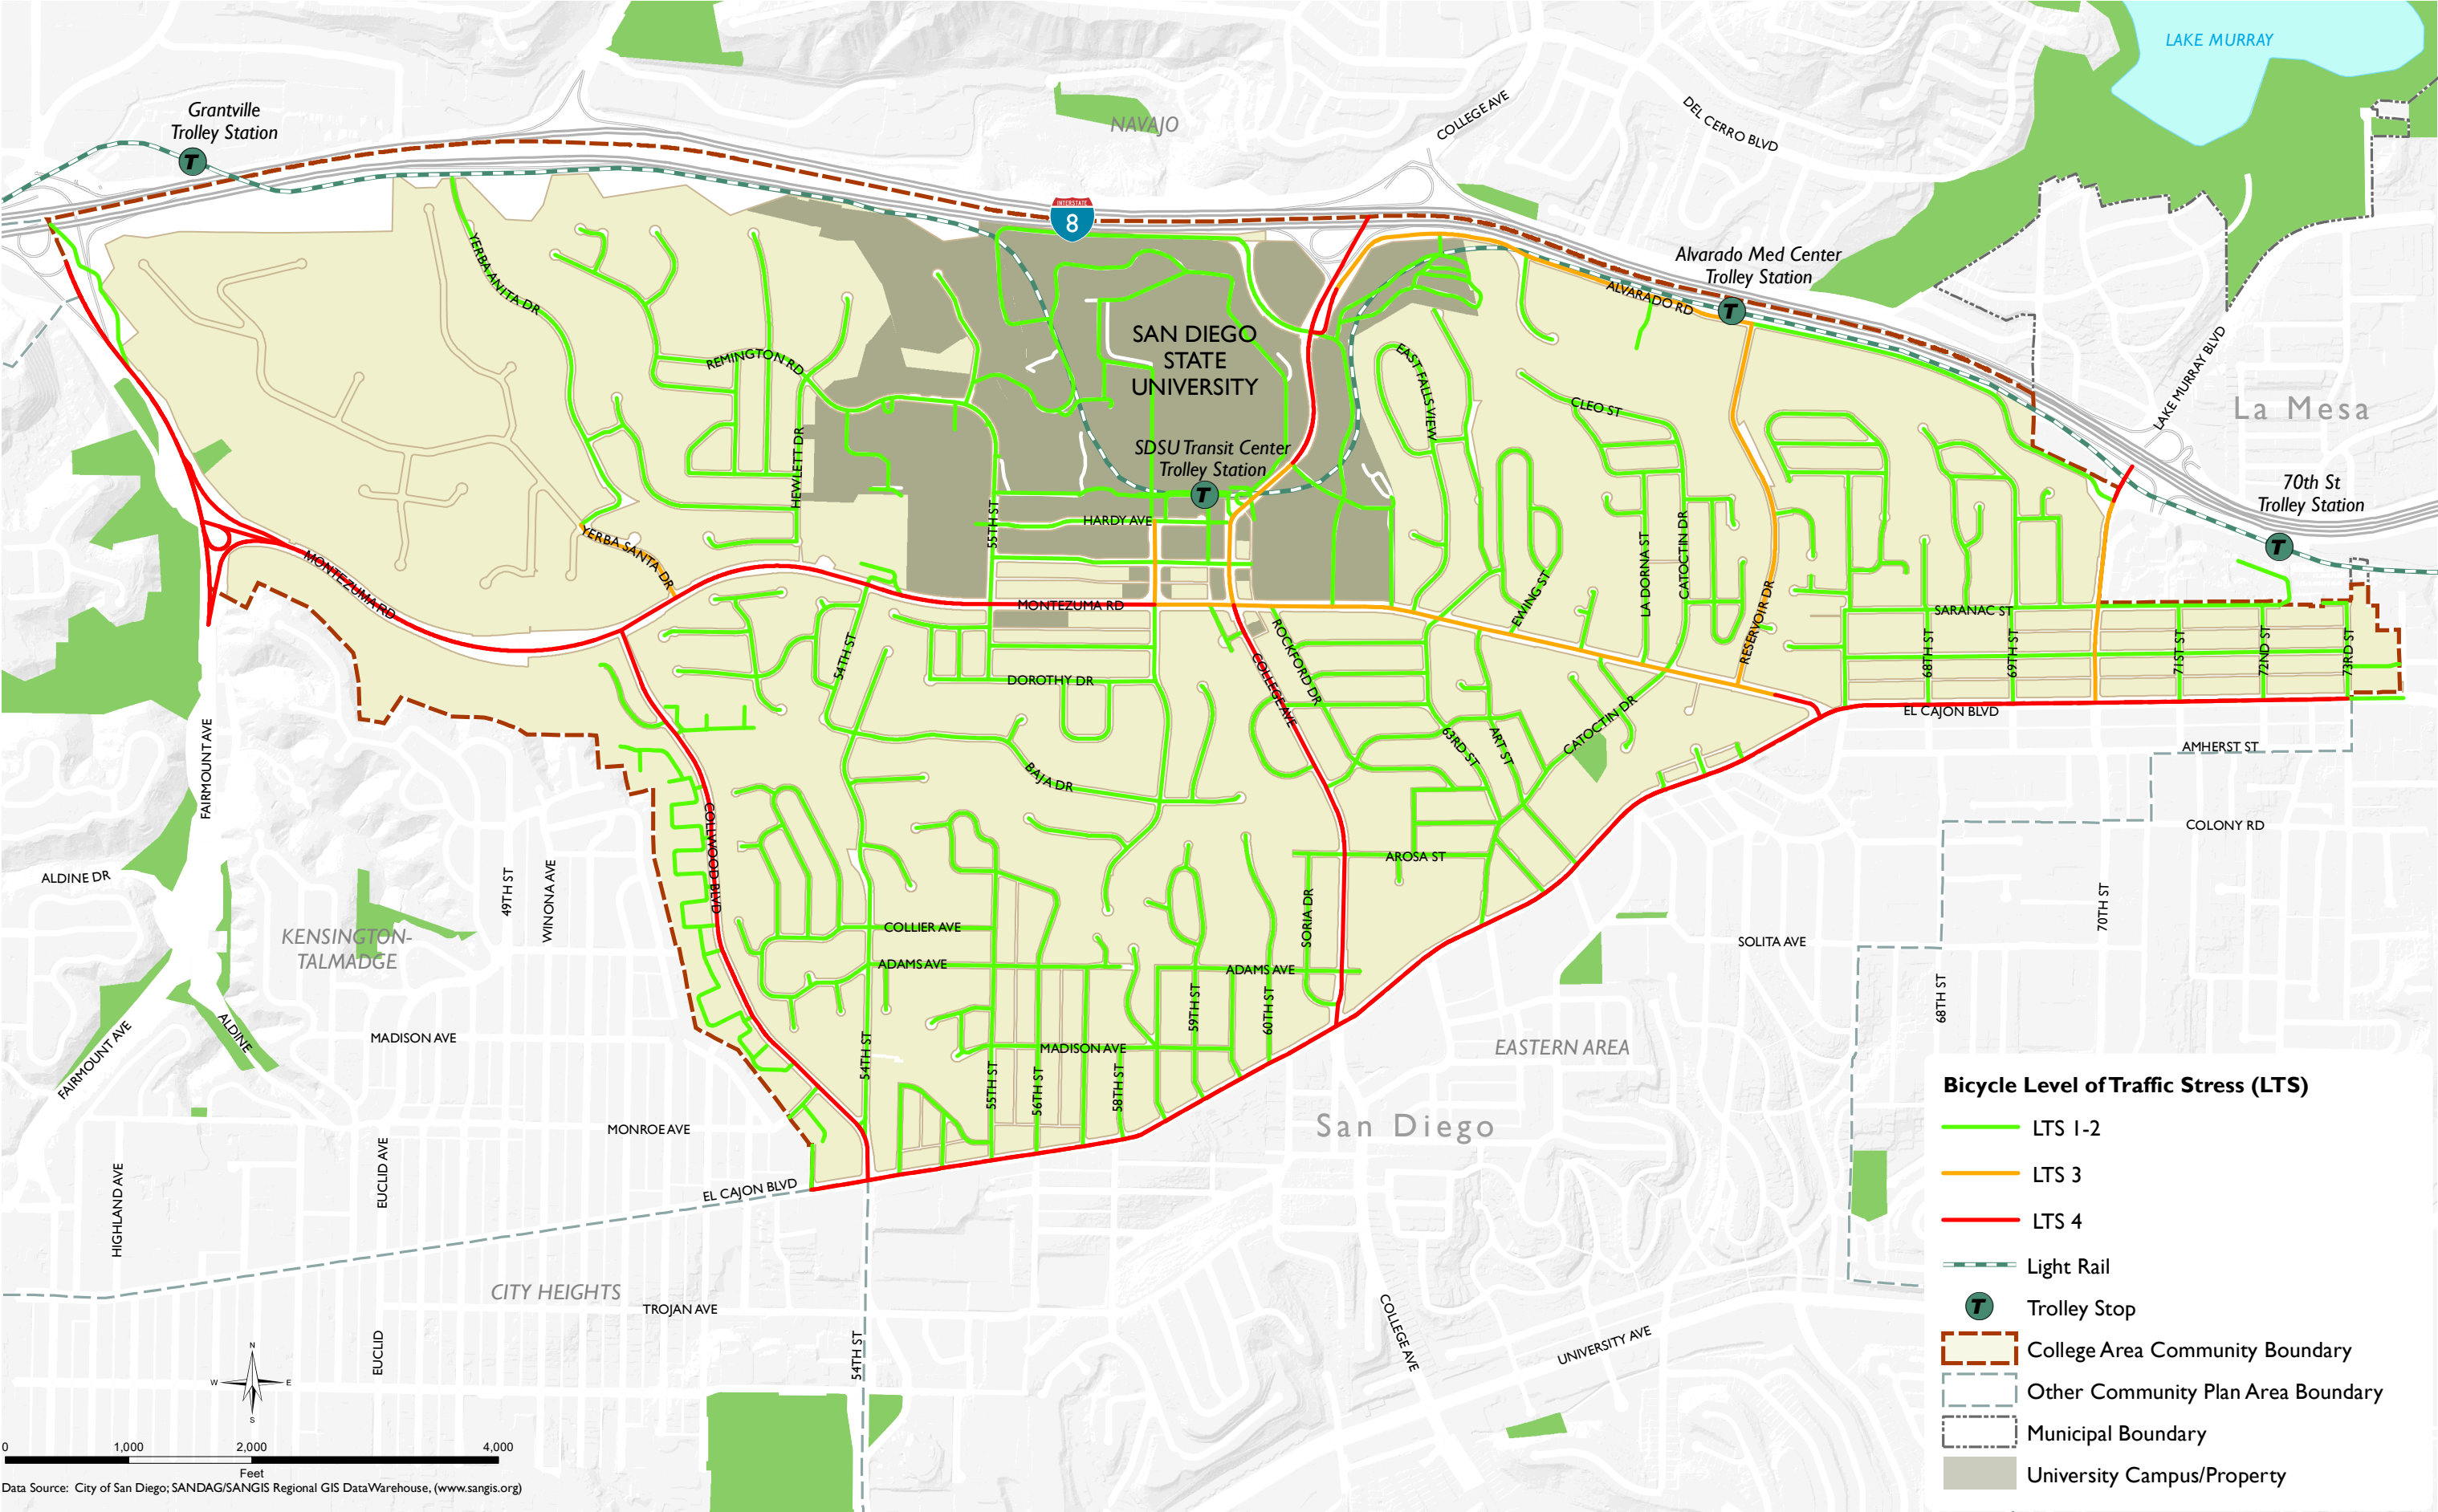 LAKE MURRAY
Grantville
Trolley Station
NAVAJO
COLLEGE AVE
DEL CERRO BLVD
INTERSTATE
8
YERBA ANITA DR
Alvarado Med Center
Trolley Station
T
T
ALVARADO RD
SAN DIEGO
STATE
UNIVERSITY
REMINGTON RD
EAST FALLS VIEW
CLEO ST
LAKE MURRAY BLVD
La Mesa
SDSU Transit Center
Trolley Station
T
HEWLETT DR
70th St
Trolley Station
T
HARDY AVE
55TH ST
YERBA SANTA DR
MONTEZUMA RD
MONTEZUMA RD
EWING ST
LA DORNA ST
CATOCTIN DR
RESERVOIR DR
SARANAC ST
68TH ST
69TH ST
71ST ST
72ND ST
73RD ST
54TH ST
DOROTHY DR
ROCKFORD DR
COLLEGE AVE
CATOCTIN DR
63RD ST
ART ST
EL CAJON BLVD
AMHERST ST
FAIRMOUNT AVE
BAJA DR
COLLWOOD BLVD
COLONY RD
AROSA ST
ALDINE DR
49TH ST
WINONA AVE
70TH ST
KENSINGTON-
TALMADGE
COLLIER AVE
SORIA DR
SOLITA AVE
ADAMS AVE
ADAMS AVE
68TH ST
59TH ST
60TH ST
FAIRMOUNT AVE
ALDINE
MADISON AVE
54TH ST
MADISON AVE
EASTERN AREA
55TH ST
56TH ST
58TH ST
San Diego
MONROE AVE
HIGHLAND AVE
EUCLID AVE
EL CAJON BLVD
CITY HEIGHTS
TROJAN AVE
EUCLID
54TH ST
COLLEGE AVE
UNIVERSITY AVE
Bicycle Level of Traffic Stress (LTS)
LTS 1-2
LTS 3
LTS 4
Light Rail
T
Trolley Stop
College Area Community Boundary
Other Community Plan Area Boundary
Municipal Boundary
University Campus/Property
N
W
E
S
0
1,000
2,000
4,000
Feet
Data Source: City of San Diego; SANDAG/SANGIS Regional GIS Data Warehouse, (www.sangis.org)